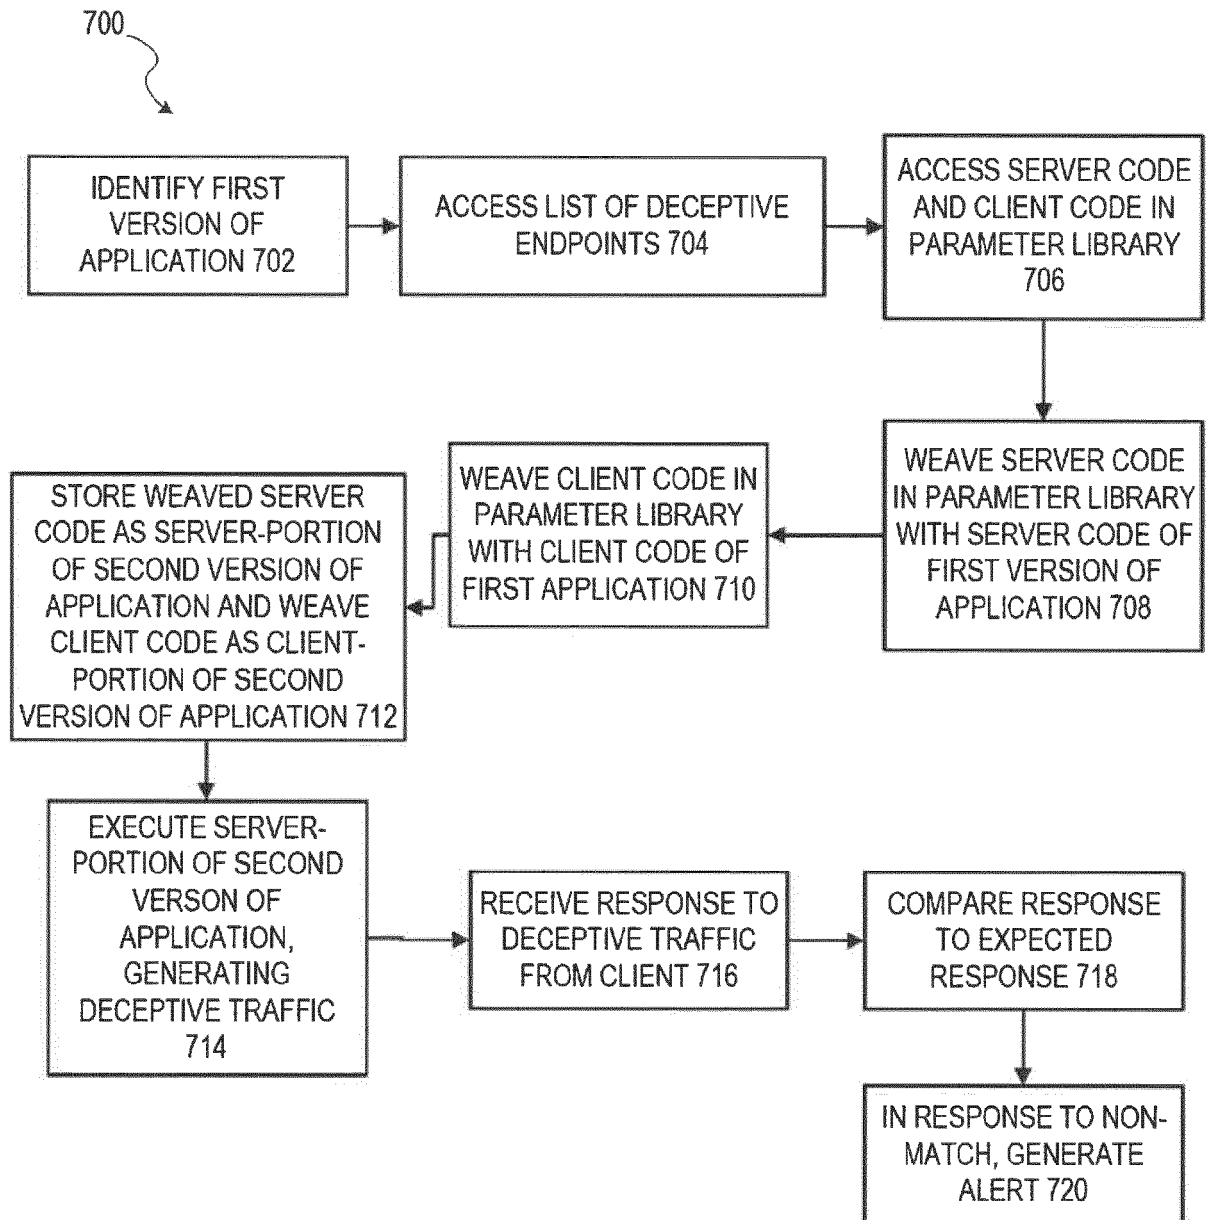 700
IDENTIFY FIRST
VERSION OF
APPLICATION 702
ACCESS LIST OF DECEPTIVE
ENDPOINTS 704
ACCESS SERVER CODE
AND CLIENT CODE IN
PARAMETER LIBRARY
706
WEAVE SERVER CODE
IN PARAMETER LIBRARY
WITH SERVER CODE OF
FIRST VERSION OF
APPLICATION 708
WEAVE CLIENT CODE IN
PARAMETER LIBRARY
WITH CLIENT CODE OF
FIRST APPLICATION 710
STORE WEAVED SERVER
CODE AS SERVER-PORTION
OF SECOND VERSION OF
APPLICATION AND WEAVE
CLIENT CODE AS CLIENT-
PORTION OF SECOND
VERSION OF APPLICATION 712
EXECUTE SERVER-
PORTION OF SECOND
VERSON OF
APPLICATION,
GENERATING
DECEPTIVE TRAFFIC
714
RECEIVE RESPONSE TO
DECEPTIVE TRAFFIC
FROM CLIENT 716
COMPARE RESPONSE
TO EXPECTED
RESPONSE 718
IN RESPONSE TO NON-
MATCH, GENERATE
ALERT 720